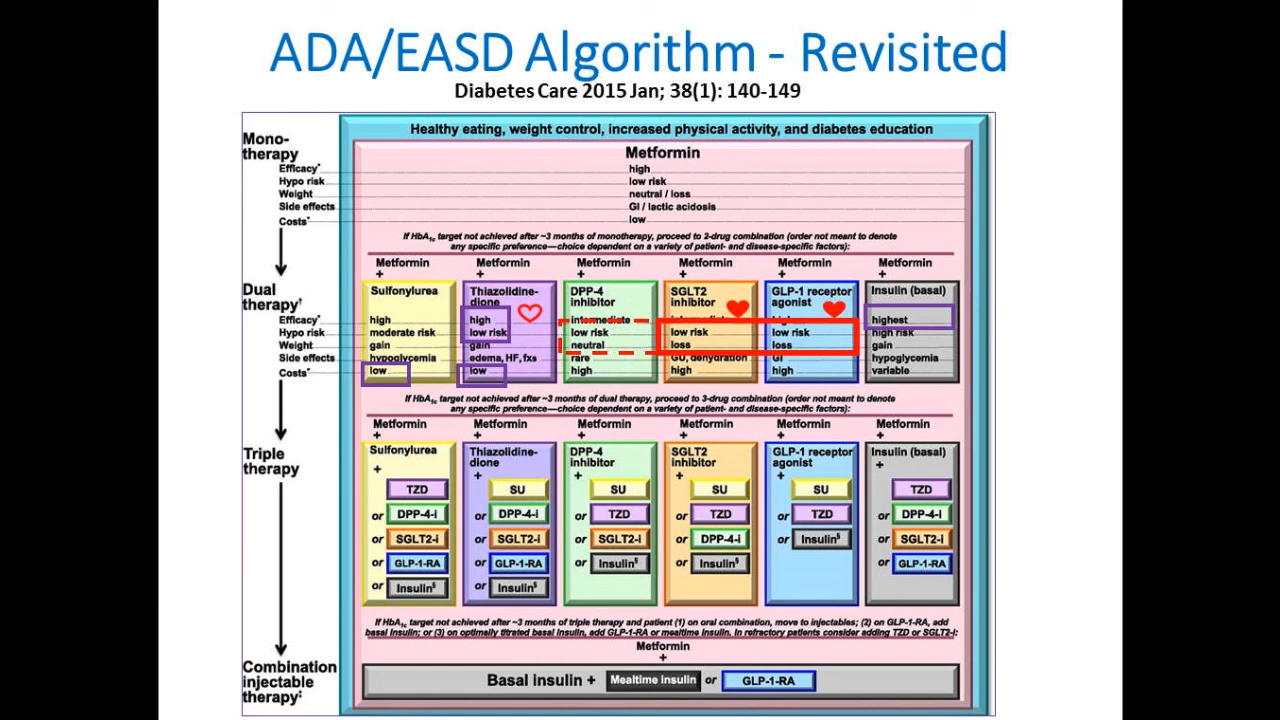 ADA/EASD Algorithm - Revisited
Diabetes Care 2015 Jan; 38(1): 140-149
Healthy eating, weight control, increased physical activity, and diabetes education
Mono-
therapy
Metformin
Efficacy* high
Hypo risk low risk
Weight neutral / loss
Side effects GI / lactic acidosis
Costs* low
If HbA1c target not achieved after ~3 months of monotherapy, proceed to 2-drug combination (order not meant to denote
any specific preference—choice dependent on a variety of patient- and disease-specific factors):
Metformin Metformin Metformin Metformin Metformin Metformin
+ + + + + +
Dual
therapy†
Sulfonylurea Thiazolidine-
dione DPP-4
inhibitor SGLT2
inhibitor GLP-1 receptor
agonist Insulin (basal)
Efficacy* high high intermediate highest
Hypo risk moderate risk low risk low risk low risk low risk high risk
Weight gain gain neutral loss loss gain
Side effects hypoglycemia edema, HF, fxs rare GU, dehydration GI hypoglycemia
Costs* low low high high high variable
If HbA1c target not achieved after ~3 months of dual therapy, proceed to 3-drug combination (order not meant to denote
any specific preference—choice dependent on a variety of patient- and disease-specific factors):
Metformin Metformin Metformin Metformin Metformin Metformin
+ + + + + +
Triple
therapy
Sulfonylurea Thiazolidine-
dione DPP-4
inhibitor SGLT2
inhibitor GLP-1 receptor
agonist Insulin (basal)
+ + + + + +
TZD SU SU SU SU TZD
or DPP-4-i or DPP-4-i or TZD or TZD or TZD or DPP-4-i
or SGLT2-i or SGLT2-i or SGLT2-i or DPP-4-i or Insulin§ or SGLT2-i
or GLP-1-RA or GLP-1-RA or Insulin§ or Insulin§ or GLP-1-RA
or Insulin§ or Insulin§
If HbA1c target not achieved after ~3 months of triple therapy and patient (1) on oral combination, move to injectables; (2) on GLP-1-RA, add
basal insulin; or (3) on optimally titrated basal insulin, add GLP-1-RA or mealtime insulin. In refractory patients consider adding TZD or SGLT2-i:
Metformin
+
Combination
injectable
therapy‡
Basal insulin + Mealtime insulin or GLP-1-RA